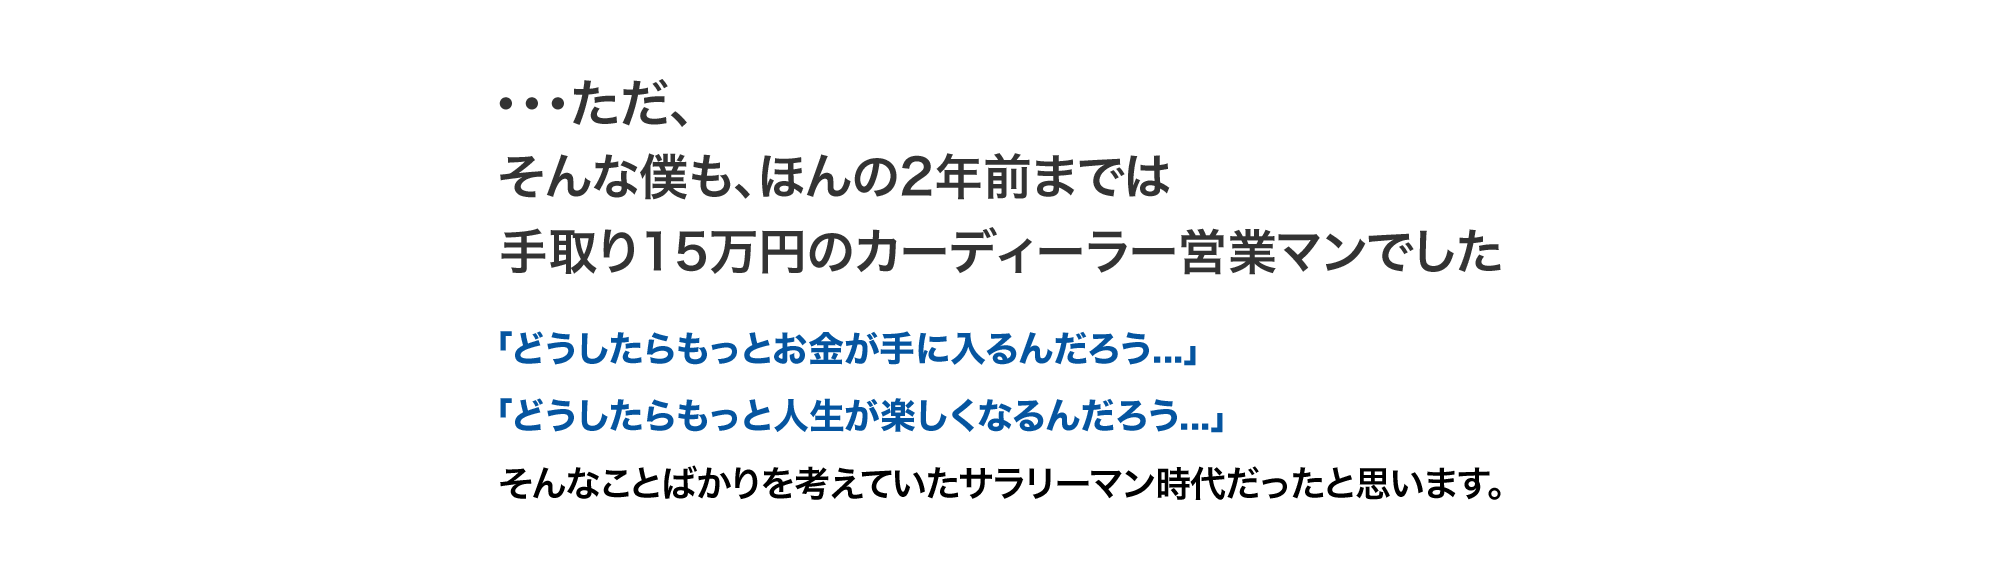 ・・・ただ、
そんな僕も、ほんの2年前までは
手取り15万円のカーディーラー営業マンでした
「どうしたらもっとお金が手に入るんだろう...」
「どうしたらもっと人生が楽しくなるんだろう...」
そんなことばかりを考えていたサラリーマン時代だったと思います。